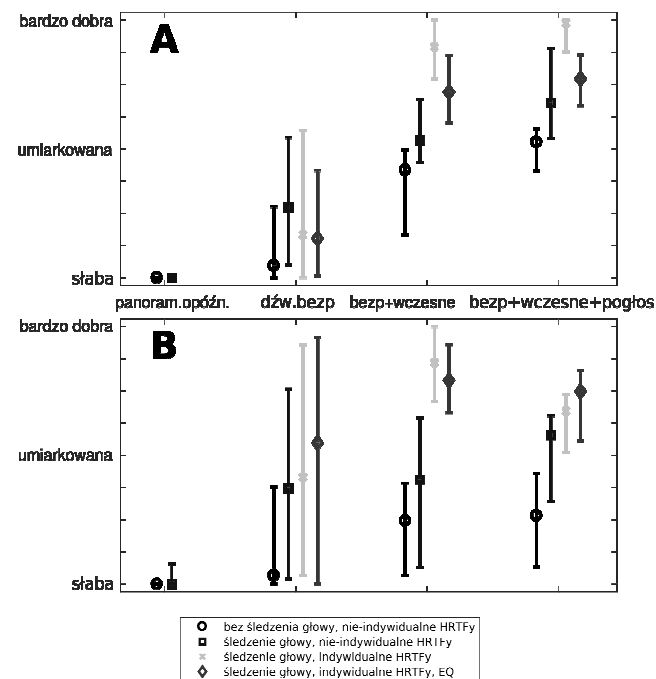 bardzo dobra
A
umiarkowana
słaba
panoram.opóźn. dźw.bezp bezp+wczesne bezp+wczesne+pogłos
bardzo dobra
B
umiarkowana
słaba
bez śledzenia głowy, nie-indywidualne HRTFy
śledzenie głowy, nie-indywidualne HRTFy
śledzenie głowy, indywidualne HRTFy
śledzenie głowy, indywidualne HRTFy, EQ